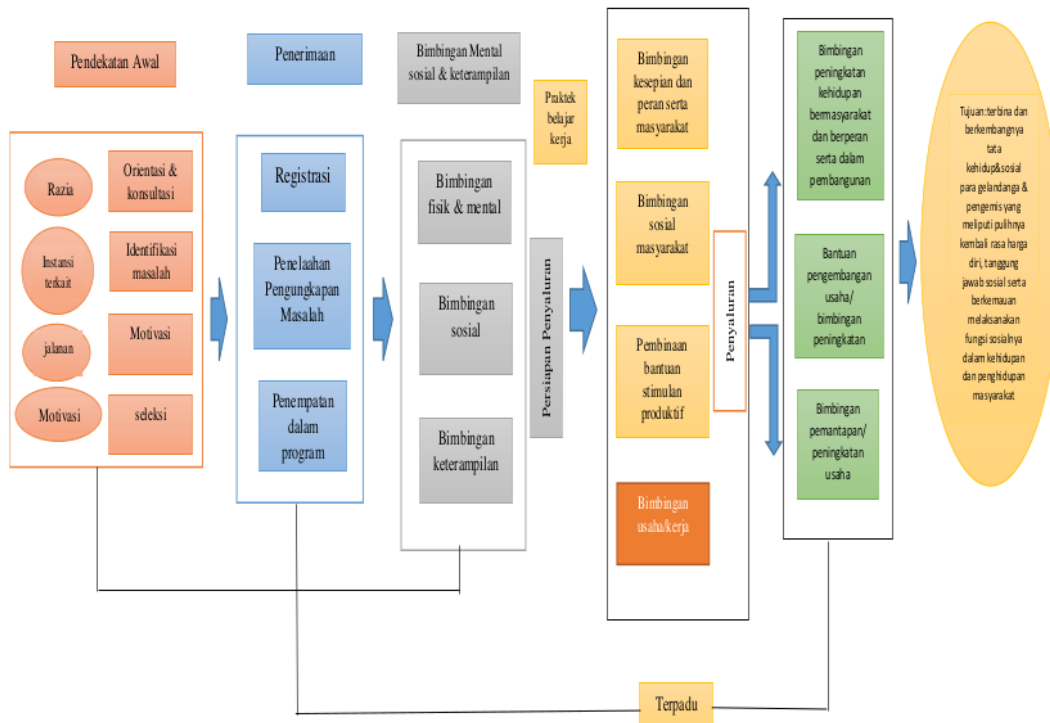 Pendekatan Awal
Razia
Instansi
terkait
jalanan
Motivasi
Orientasi &
konsultasi
Identifikasi
masalah
Motivasi
seleksi
Penerimaan
Registrasi
Penelaahan
Pengungkapan
Masalah
Penempatan
dalam
program
Bimbingan Mental
sosial & keterampilan
Bimbingan
fisik & mental
Bimbingan
sosial
Bimbingan
keterampilan
Praktek
belajar
kerja
Persiapan Penyaluran
Bimbingan
kesepian dan
peran serta
masyarakat
Bimbingan
sosial
masyarakat
Pembinaan
bantuan
stimulan
produktif
Bimbingan
usaha/kerja
Penyaluran
Bimbingan
peningkatan
kehidupan
bermasyarakat
dan berperan
serta dalam
pembangunan
Bantuan
pengembangan
usaha/
bimbingan
peningkatan
Bimbingan
pemantapan/
peningkatan
usaha
Tujuan:terbina dan
berkembangnya
tata
kehidup&sosial
para gelandanga &
pengemis yang
meliputi pulihnya
kembali rasa harga
diri, tanggung
jawab sosial serta
berkemauan
melaksanakan
fungsi sosialnya
dalam kehidupan
dan penghidupan
masyarakat
Terpadu